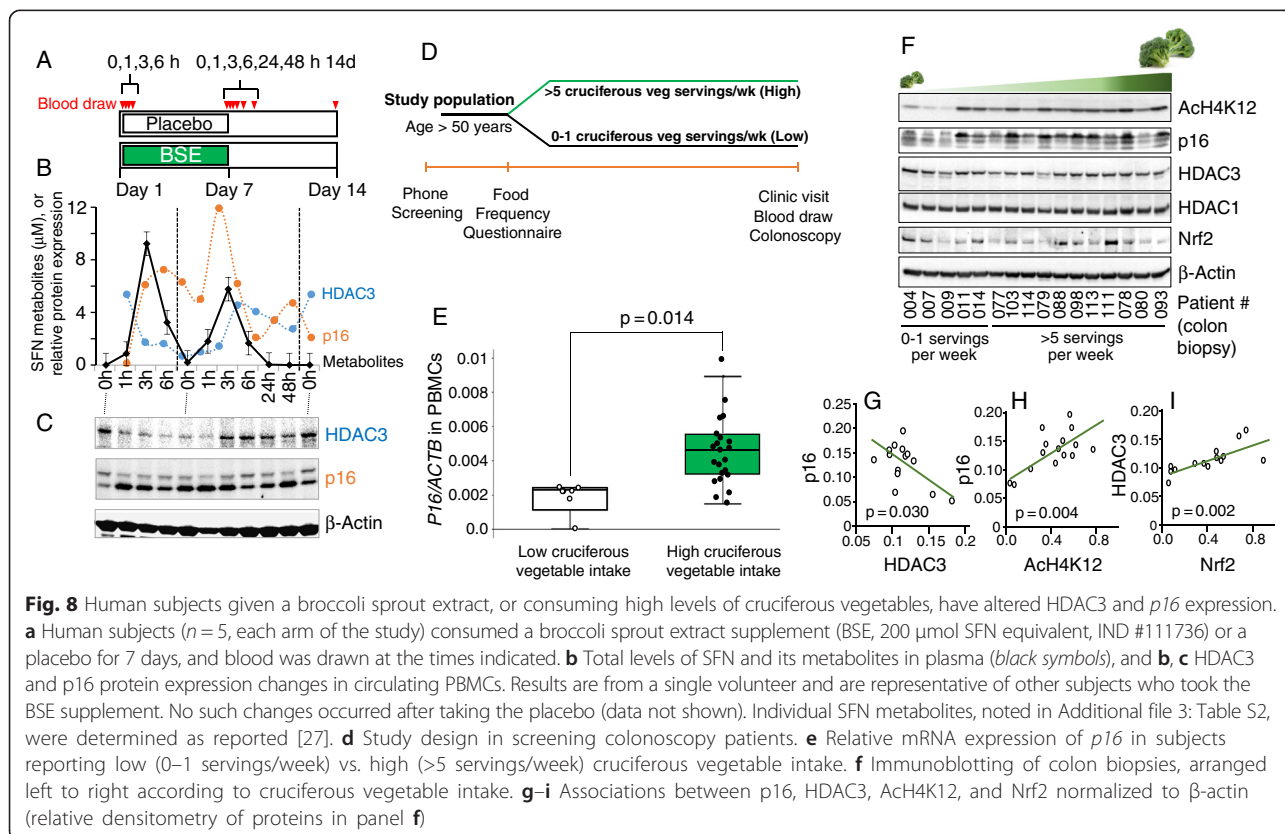 A
0,1,3,6 h
0,1,3,6,24,48 h 14d
Blood draw
Placebo
BSE
Day 1
Day 7
Day 14
B
SFN metabolites (µM), or
relative protein expression
12
8
4
0
HDAC3
p16
Metabolites
0h
1h
3h
6h
0h
1h
3h
6h
24h
48h
0h
C
HDAC3
p16
β-Actin
D
Study population
Age > 50 years
>5 cruciferous veg servings/wk (High)
0-1 cruciferous veg servings/wk (Low)
Phone
Screening
Food
Frequency
Questionnaire
Clinic visit
Blood draw
Colonoscopy
E
p=0.014
P16/ACTB in PBMCs
0.01
0.008
0.006
0.004
0.002
0.0
Low cruciferous
vegetable intake
High cruciferous
vegetable intake
F
AcH4K12
p16
HDAC3
HDAC1
Nrf2
β-Actin
004
007
009
011
014
077
103
114
079
088
098
113
111
078
080
093
Patient #
(colon
biopsy)
0-1 servings
per week
>5 servings
per week
G
p16
0.20
0.15
0.10
0.05
0
p=0.030
0.05
0.1
0.15
0.2
HDAC3
H
p16
0.20
0.15
0.10
0.05
0.00
p=0.004
0.0
0.4
0.8
AcH4K12
I
HDAC3
0.20
0.15
0.10
0.05
0
p=0.002
0.0
0.4
0.8
Nrf2
Fig. 8 Human subjects given a broccoli sprout extract, or consuming high levels of cruciferous vegetables, have altered HDAC3 and p16 expression.
a Human subjects (n = 5, each arm of the study) consumed a broccoli sprout extract supplement (BSE, 200 µmol SFN equivalent, IND #111736) or a
placebo for 7 days, and blood was drawn at the times indicated. b Total levels of SFN and its metabolites in plasma (black symbols), and b, c HDAC3
and p16 protein expression changes in circulating PBMCs. Results are from a single volunteer and are representative of other subjects who took the
BSE supplement. No such changes occurred after taking the placebo (data not shown). Individual SFN metabolites, noted in Additional file 3: Table S2,
were determined as reported [27]. d Study design in screening colonoscopy patients. e Relative mRNA expression of p16 in subjects
reporting low (0–1 servings/week) vs. high (>5 servings/week) cruciferous vegetable intake. f Immunoblotting of colon biopsies, arranged
left to right according to cruciferous vegetable intake. g–i Associations between p16, HDAC3, AcH4K12, and Nrf2 normalized to β-actin
(relative densitometry of proteins in panel f)